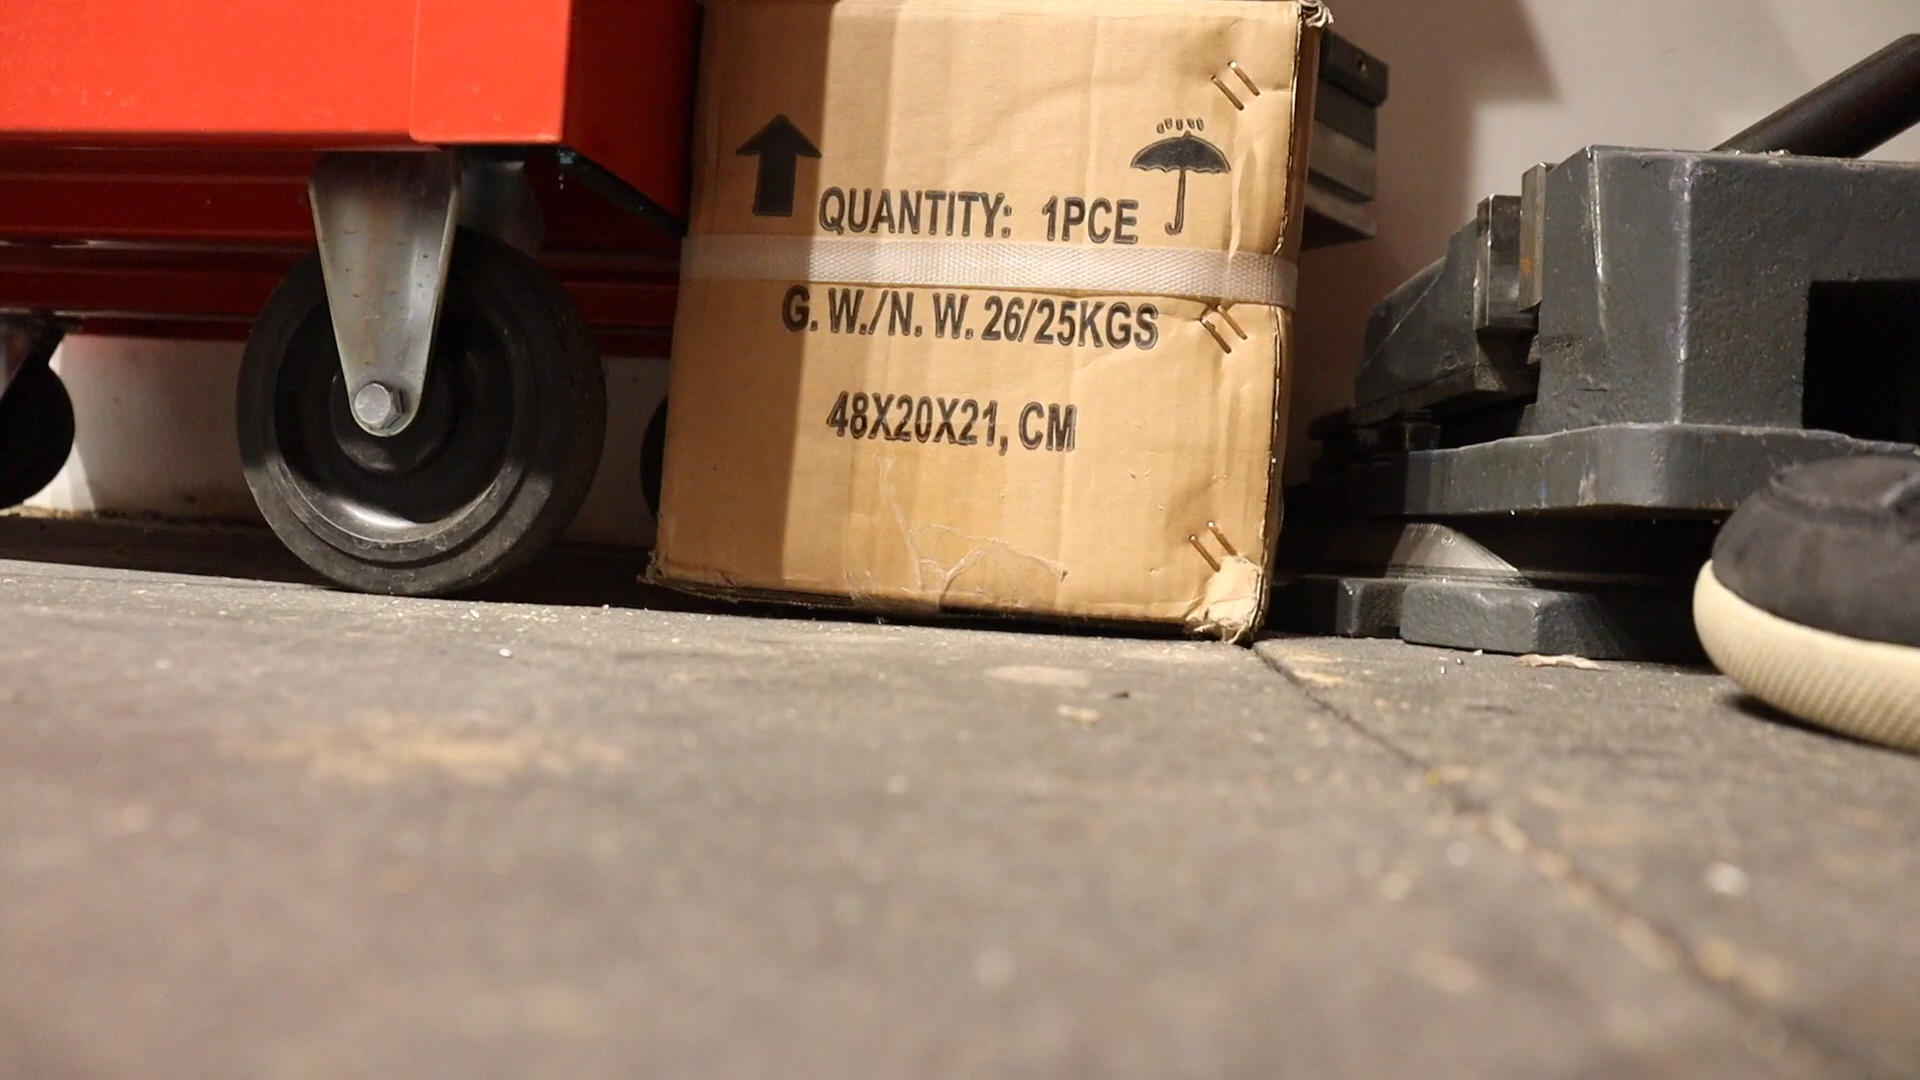 QUANTITY: 1PCE
G. W./N. W. 26/25KGS
48X20X21, CM